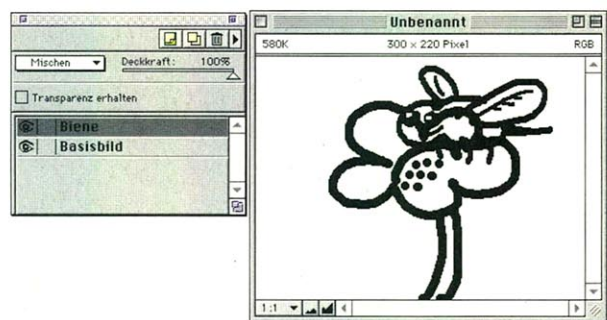 Mischen Deckkraft: 100%
Transparenz erhalten
Biene
Basisbild
Unbenannt
580K 300 × 220 Pixel RGB
1:1